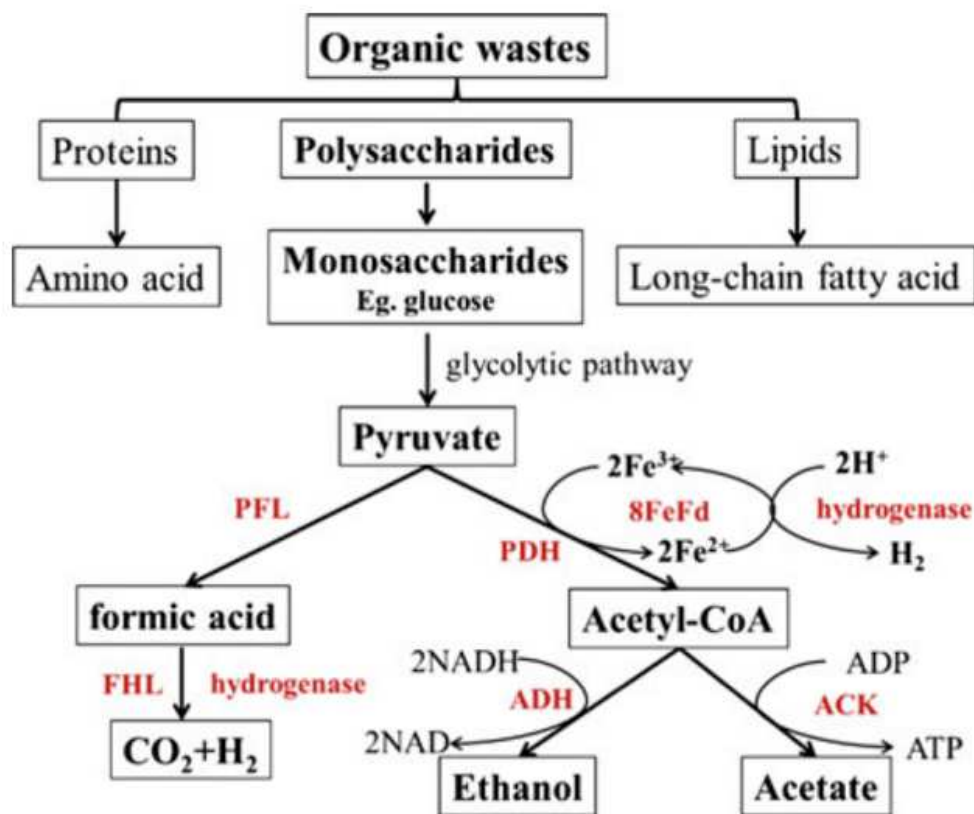 Organic wastes
Proteins
Polysaccharides
Lipids
Amino acid
Monosaccharides
Eg. glucose
Long-chain fatty acid
glycolytic pathway
Pyruvate
2Fe³⁺
2H⁺
PFL
8FeFd
hydrogenase
PDH
2Fe²⁺
H₂
formic acid
Acetyl-CoA
FHL
hydrogenase
2NADH
ADP
ADH
ACK
CO₂+H₂
2NAD
ATP
Ethanol
Acetate